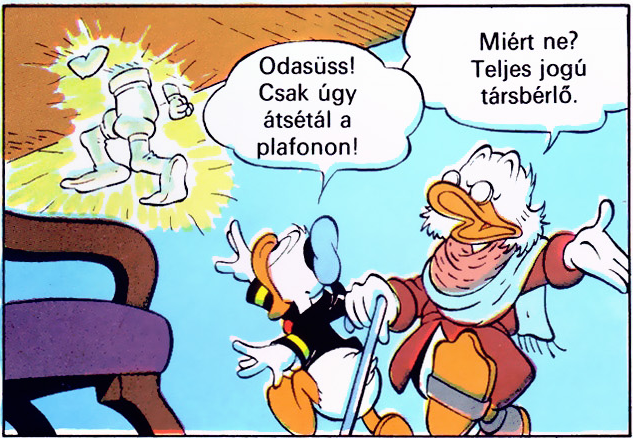 Odasüss!
Csak úgy
átsétál a
plafonon!
Miért ne?
Teljes jogú
társbérlő.